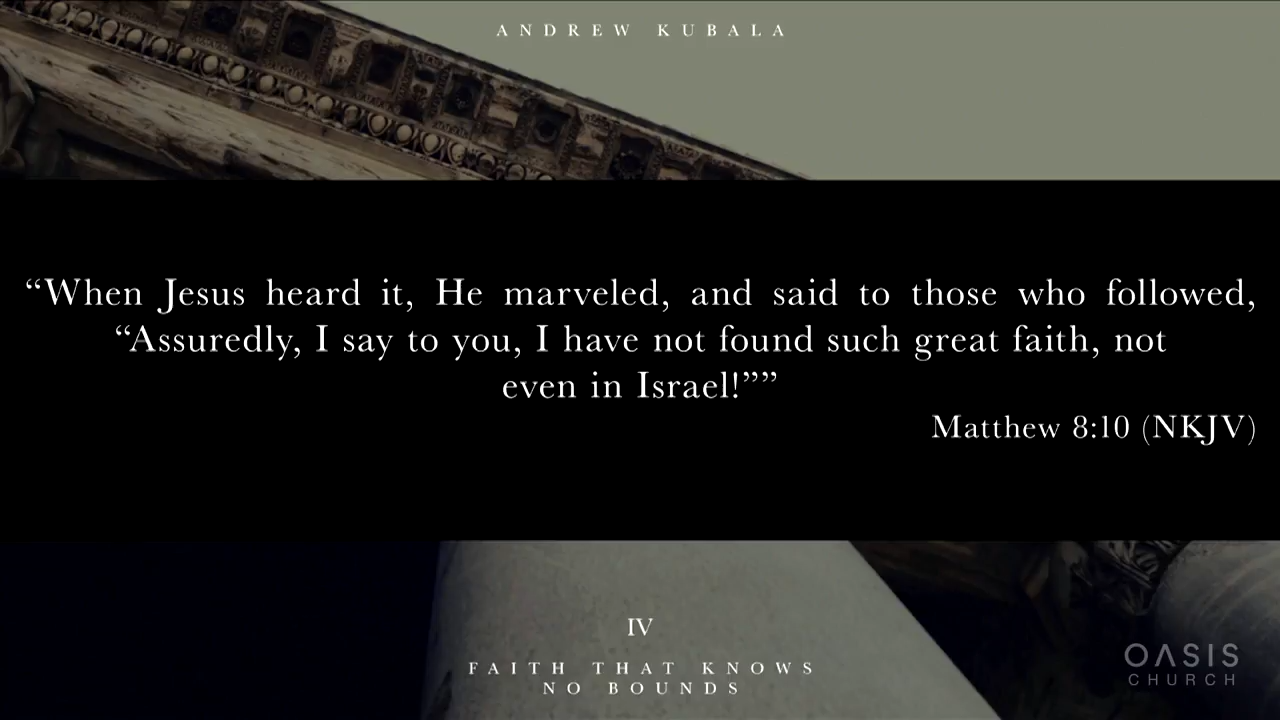 ANDREW KUBALA
“When Jesus heard it, He marveled, and said to those who followed,
“Assuredly, I say to you, I have not found such great faith, not
even in Israel!””
Matthew 8:10 (NKJV)
IV
FAITH THAT KNOWS
NO BOUNDS
OASIS
CHURCH